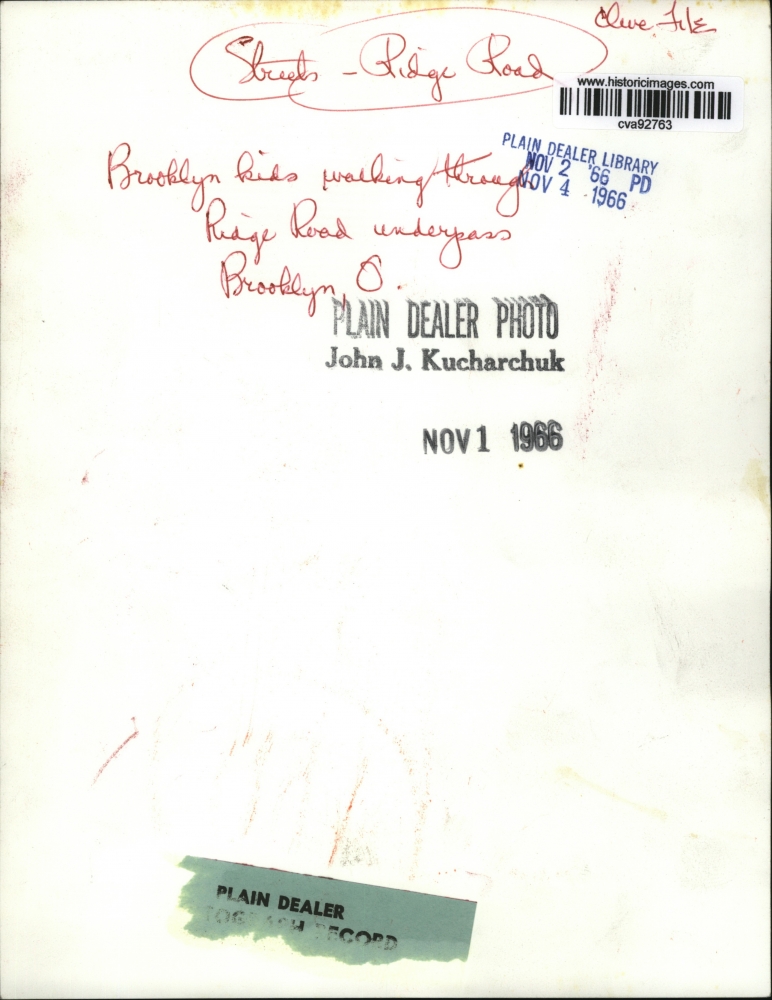 Cleve. File
Streets - Ridge Road
www.historicimages.com
cva92763
PLAIN DEALER LIBRARY
NOV 2 '66 PD
NOV 4 1966
Brooklyn kids walking through
Ridge Road underpass
Brooklyn, O.
PLAIN DEALER PHOTO
John J. Kucharchuk
NOV 1 1966
PLAIN DEALER